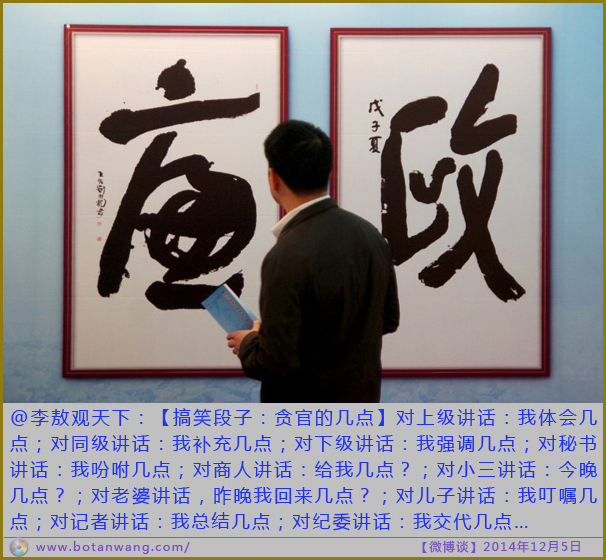 廉
政
戊子夏
@李敖观天下：【搞笑段子：贪官的几点】对上级讲话：我体会几
点；对同级讲话：我补充几点；对下级讲话：我强调几点；对秘书
讲话：我吩咐几点；对商人讲话：给我几点？；对小三讲话：今晚
几点？；对老婆讲话，昨晚我回来几点？；对儿子讲话：我叮嘱几
点；对记者讲话：我总结几点；对纪委讲话：我交代几点...
www.botanwang.com/
【微博谈】2014年12月5日